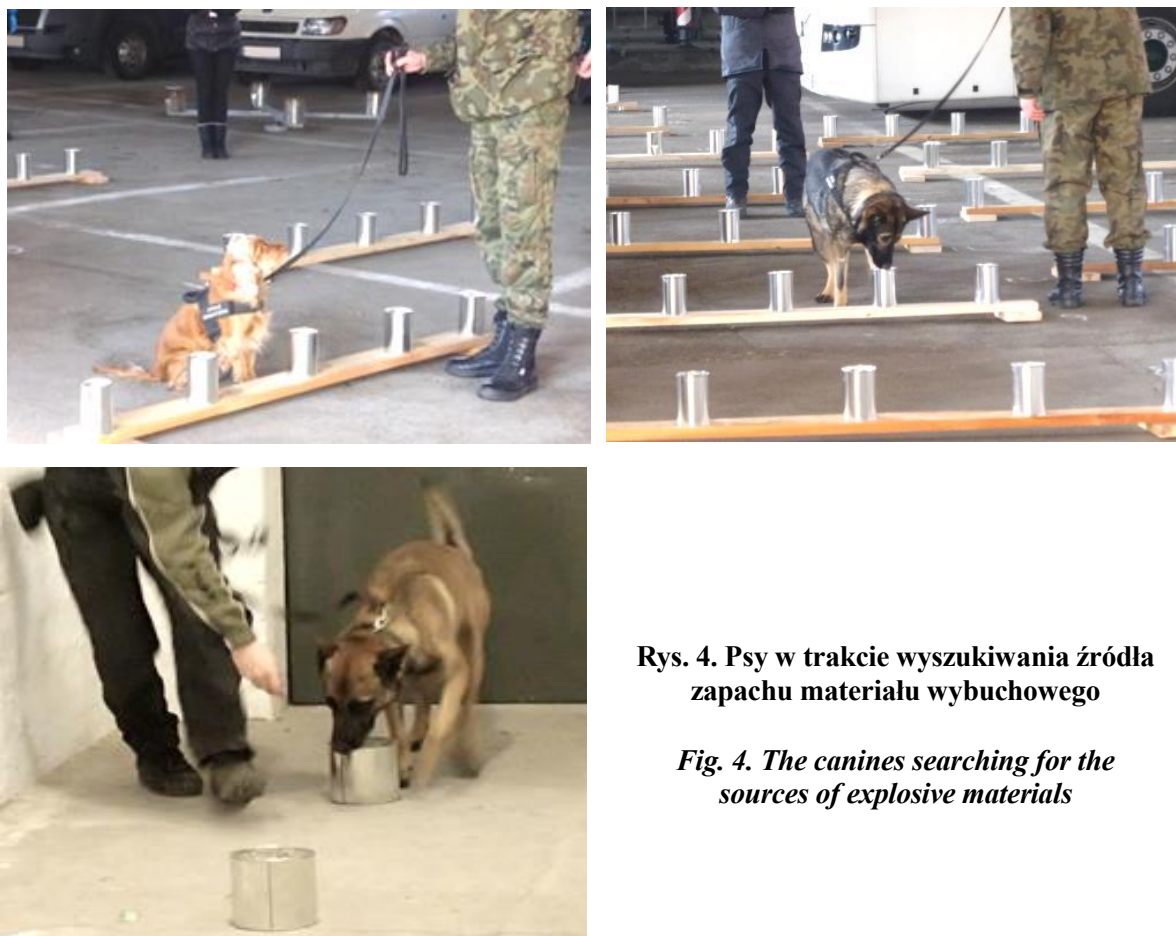 Rys. 4. Psy w trakcie wyszukiwania źródła
zapachu materiału wybuchowego
Fig. 4. The canines searching for the
sources of explosive materials